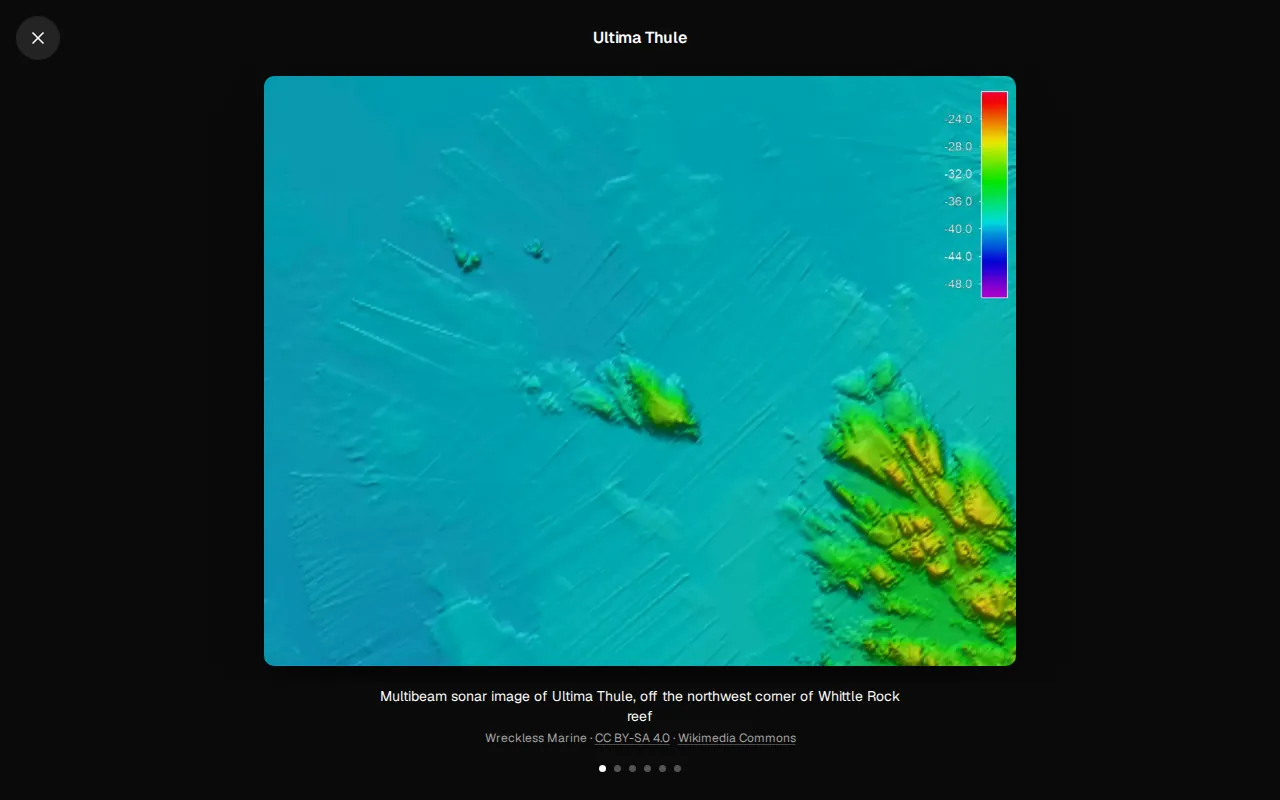 Ultima Thule
-24.0
-28.0
-32.0
-36.0
-40.0
-44.0
-48.0
Multibeam sonar image of Ultima Thule, off the northwest corner of Whittle Rock
reef
Wreckless Marine · CC BY-SA 4.0 · Wikimedia Commons